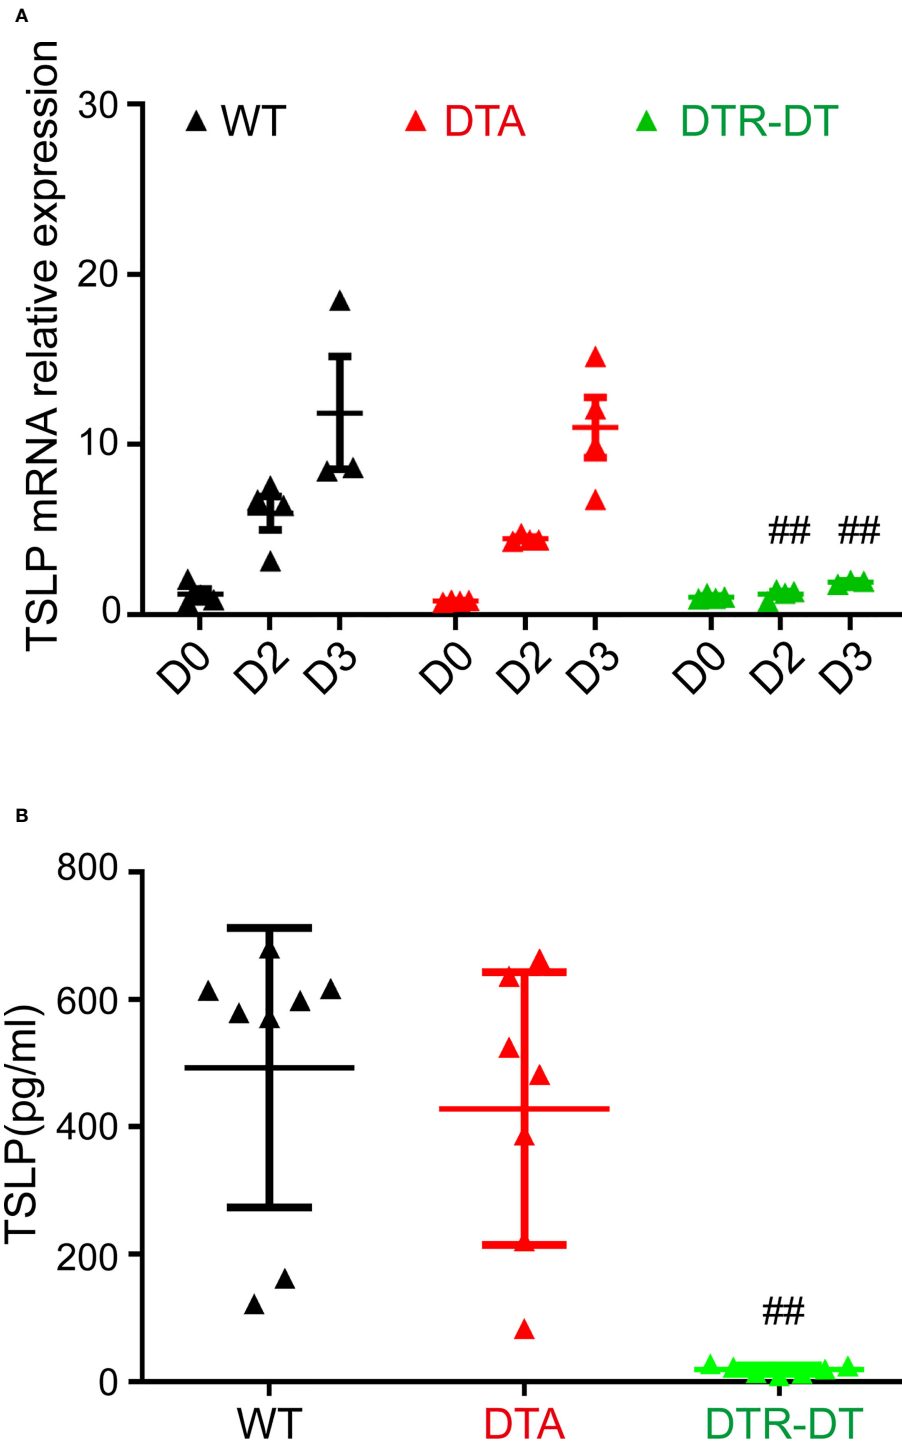 A
TSLP mRNA relative expression
30
20
10
0
WT DTA DTR-DT
## ##
D0 D2 D3 D0 D2 D3 D0 D2 D3
B
TSLP(pg/ml)
800
600
400
200
0
##
WT DTA DTR-DT